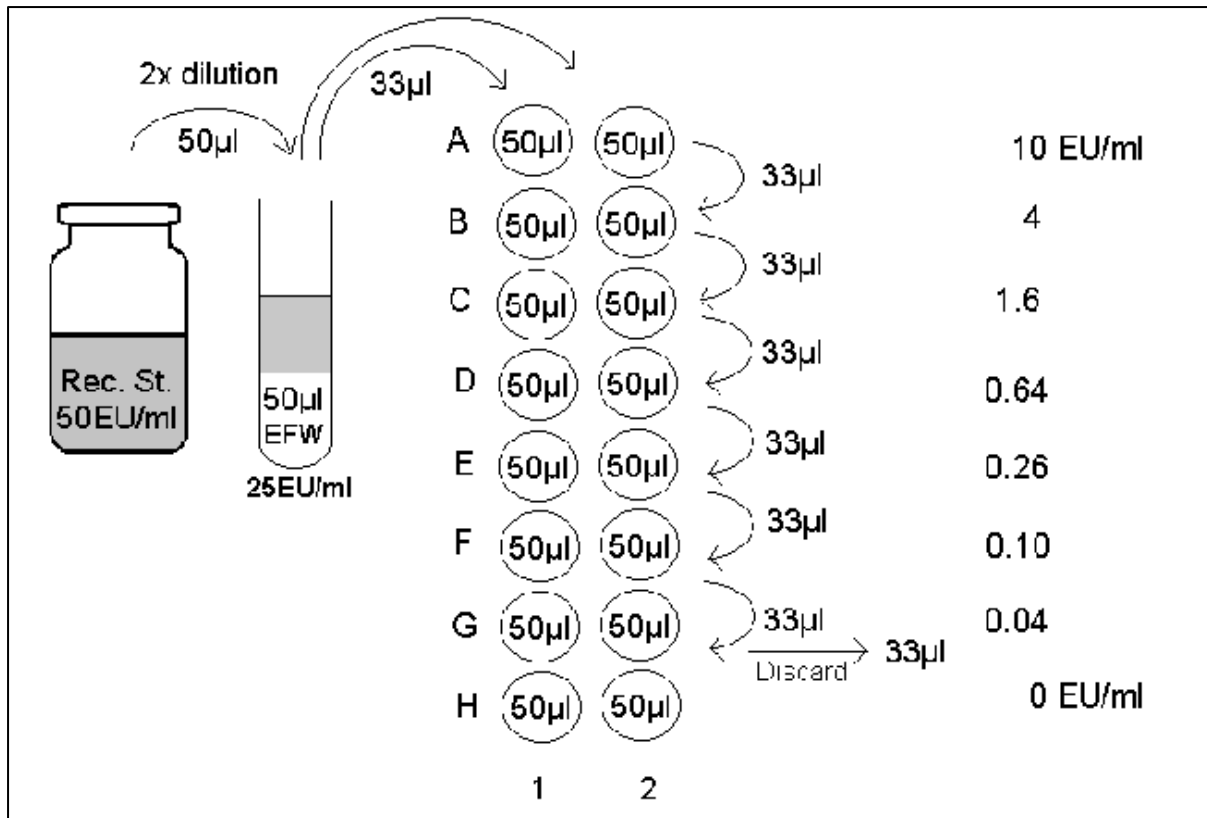 2x dilution
50µl
33µl
Rec. St.
50EU/ml
50µl
EFW
25EU/ml
A 50µl 50µl 10 EU/ml
33µl
B 50µl 50µl 4
33µl
C 50µl 50µl 1.6
33µl
D 50µl 50µl 0.64
33µl
E 50µl 50µl 0.26
33µl
F 50µl 50µl 0.10
33µl
G 50µl 50µl 0.04
Discard 33µl
H 50µl 50µl 0 EU/ml
1 2